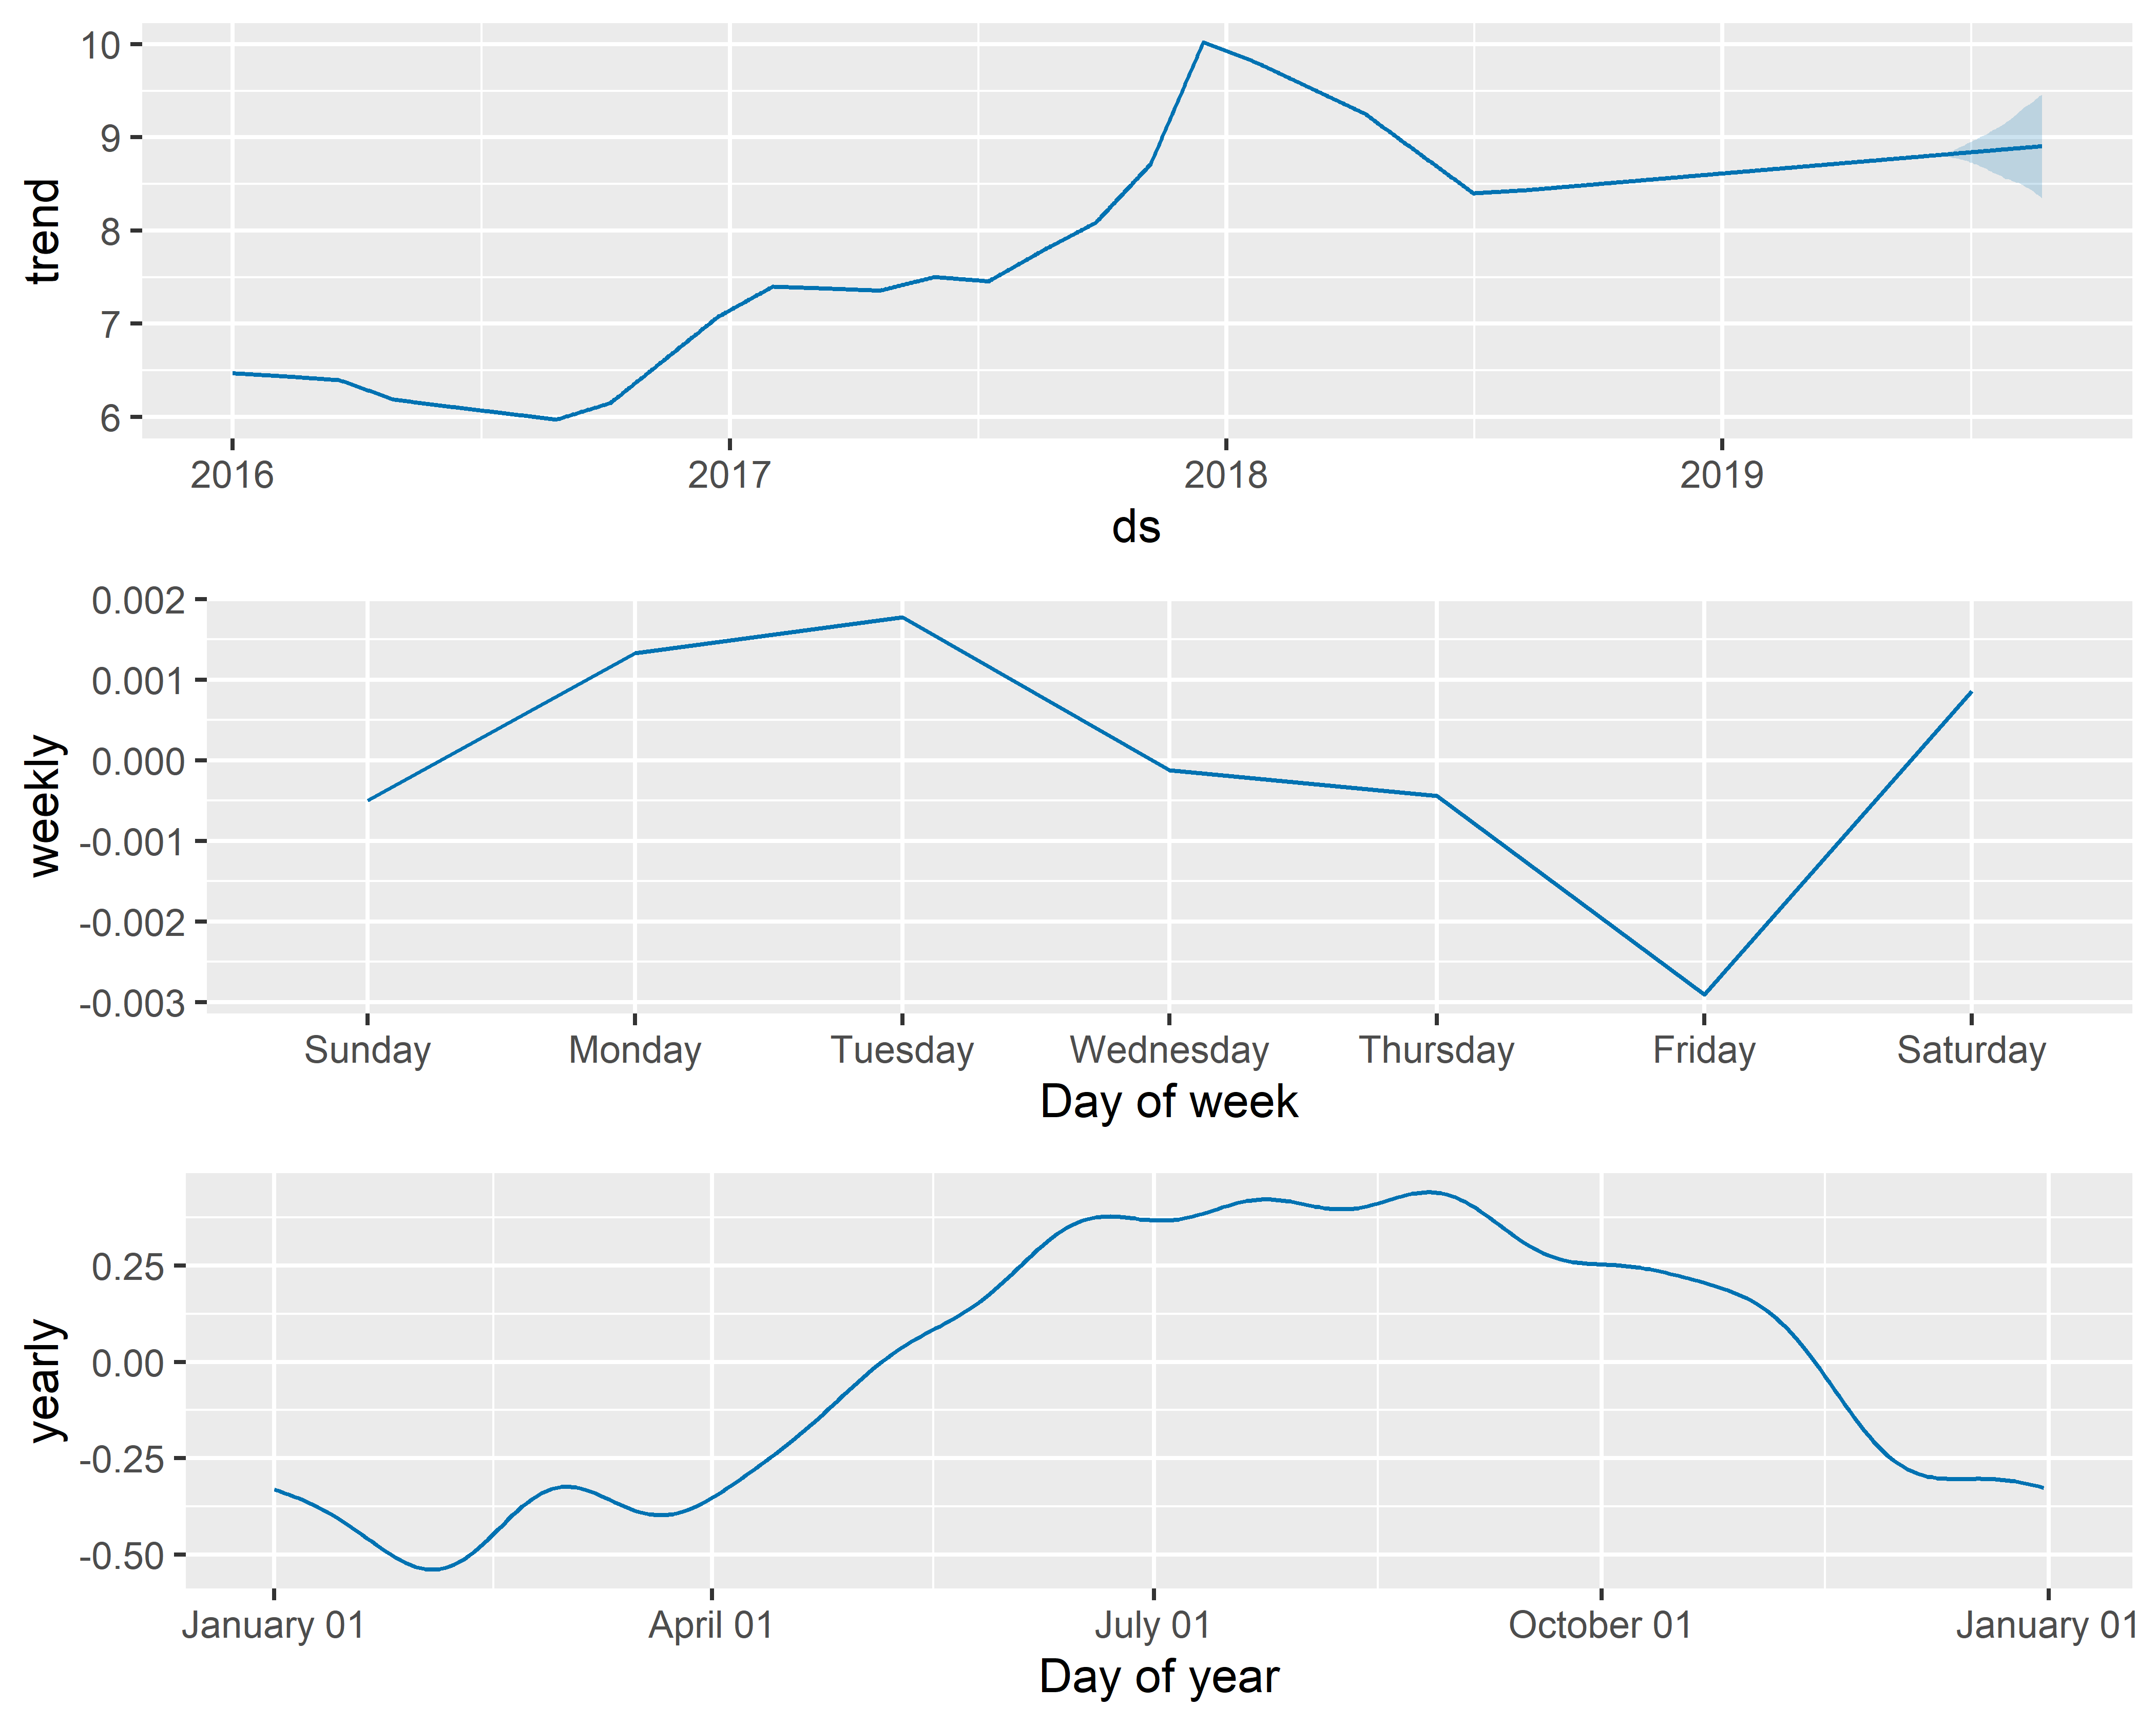 trend
10
9
8
7
6
2016 2017 2018 2019
ds
weekly
0.002
0.001
0.000
-0.001
-0.002
-0.003
Sunday Monday Tuesday Wednesday Thursday Friday Saturday
Day of week
yearly
0.25
0.00
-0.25
-0.50
January 01 April 01 July 01 October 01 January 01
Day of year